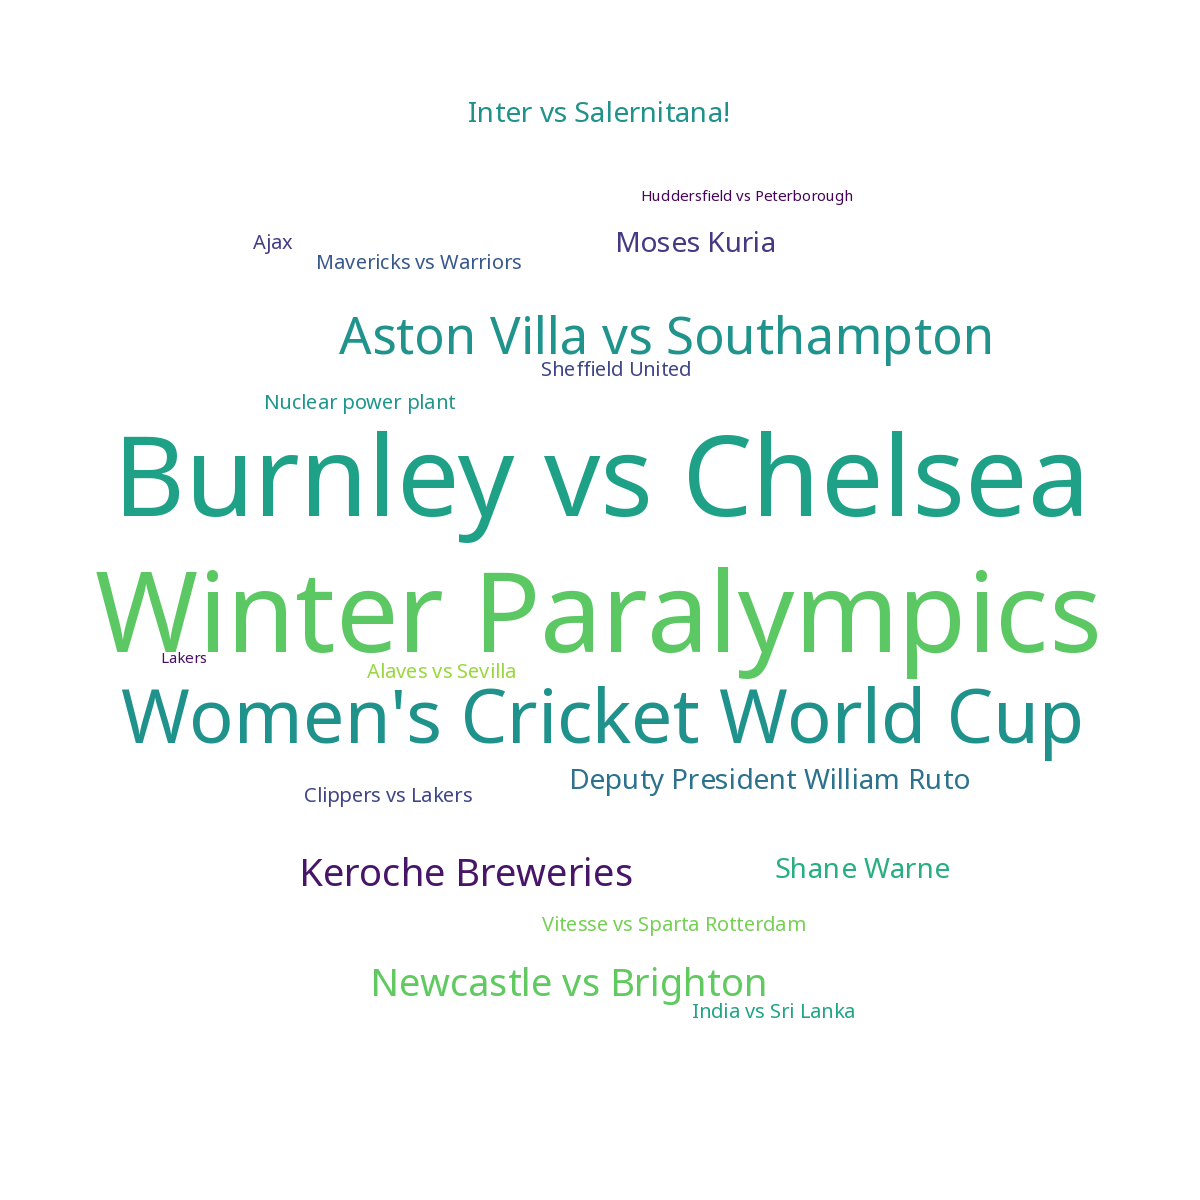 Inter vs Salernitana!
Huddersfield vs Peterborough
Ajax
Moses Kuria
Mavericks vs Warriors
Aston Villa vs Southampton
Sheffield United
Nuclear power plant
Burnley vs Chelsea
Winter Paralympics
Lakers
Alaves vs Sevilla
Women's Cricket World Cup
Deputy President William Ruto
Clippers vs Lakers
Keroche Breweries
Shane Warne
Vitesse vs Sparta Rotterdam
Newcastle vs Brighton
India vs Sri Lanka